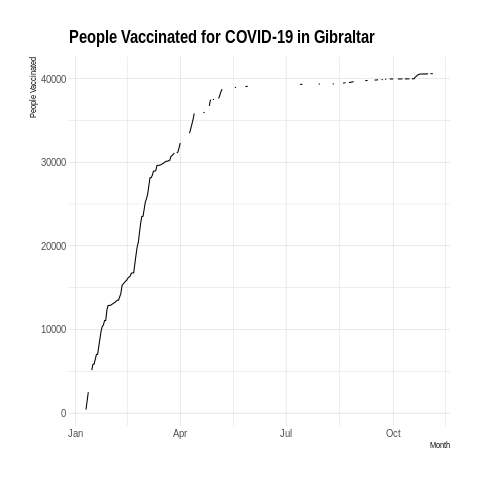 People Vaccinated for COVID-19 in Gibraltar
People Vaccinated
40000
30000
20000
10000
0
Jan Apr Jul Oct
Month